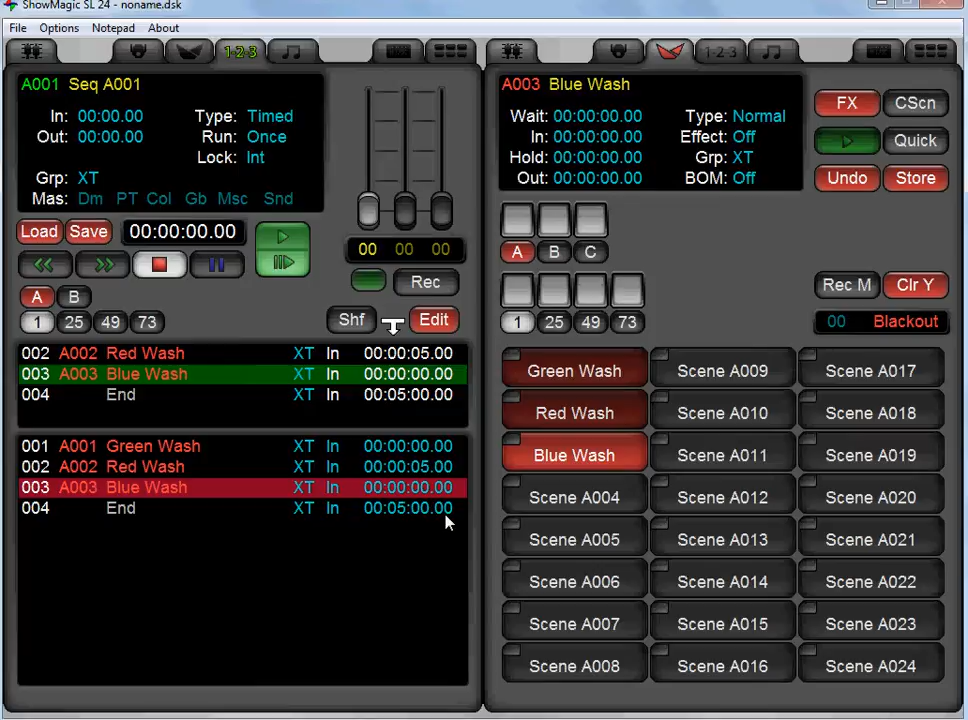 ShowMagic SL 24 - noname.dsk
File Options Notepad About
1-2-3
1-2-3
A001 Seq A001
In: 00:00.00 Type: Timed
Out: 00:00.00 Run: Once
Lock: Int
Grp: XT
Mas: Dm PT Col Gb Msc Snd
Load Save 00:00:00.00
00 00 00
Rec
A B
1 25 49 73
Shf Edit
002 A002 Red Wash XT In 00:00:05.00
003 A003 Blue Wash XT In 00:00:00.00
004 End 00:05:00.00
001 A001 Green Wash XT In 00:00:00.00
002 A002 Red Wash XT In 00:00:05.00
003 A003 Blue Wash XT In 00:00:00.00
004 End XT In 00:05:00.00
A003 Blue Wash
Wait: 00:00:00.00 Type: Normal
In: 00:00:00.00 Effect: Off
Hold: 00:00:00.00 Grp: XT
Out: 00:00:00.00 BOM: Off
FX CScn
Quick
Undo Store
A B C
Rec M Clr Y
1 25 49 73
00 Blackout
Green Wash Scene A009 Scene A017
Red Wash Scene A010 Scene A018
Blue Wash Scene A011 Scene A019
Scene A004 Scene A012 Scene A020
Scene A005 Scene A013 Scene A021
Scene A006 Scene A014 Scene A022
Scene A007 Scene A015 Scene A023
Scene A008 Scene A016 Scene A024